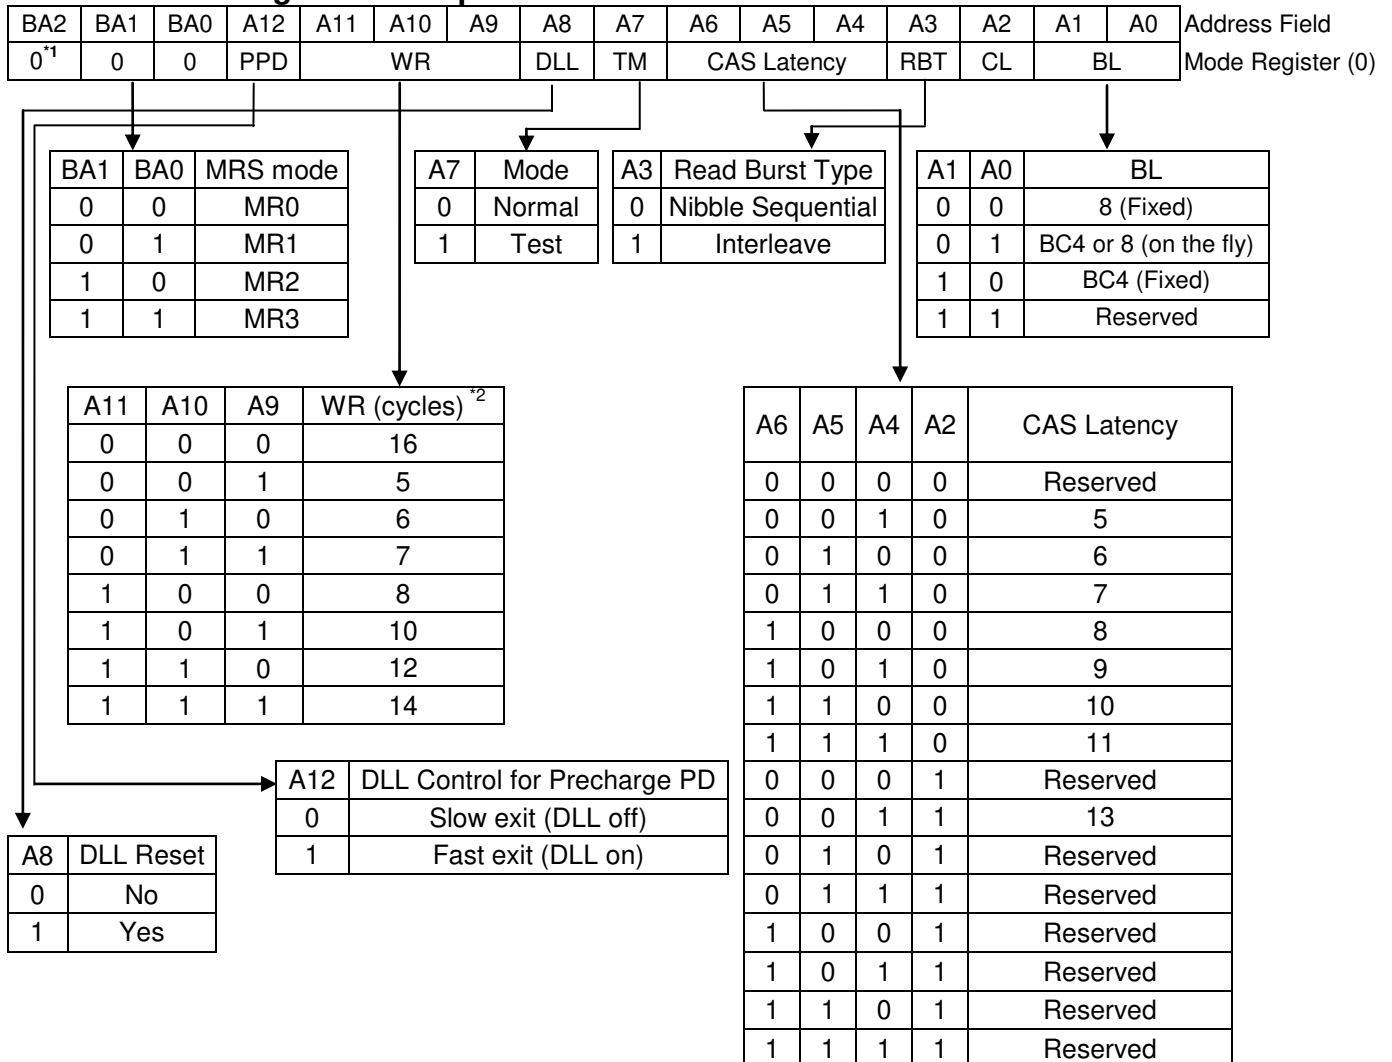 BA2 BA1 BA0 A12 A11 A10 A9 A8 A7 A6 A5 A4 A3 A2 A1 A0 Address Field
0*1 0 0 PPD WR DLL TM CAS Latency RBT CL BL Mode Register (0)
BA1 BA0 MRS mode
0 0 MR0
0 1 MR1
1 0 MR2
1 1 MR3
A7 Mode
0 Normal
1 Test
A3 Read Burst Type
0 Nibble Sequential
1 Interleave
A1 A0 BL
0 0 8 (Fixed)
0 1 BC4 or 8 (on the fly)
1 0 BC4 (Fixed)
1 1 Reserved
A11 A10 A9 WR (cycles) *2
0 0 0 16
0 0 1 5
0 1 0 6
0 1 1 7
1 0 0 8
1 0 1 10
1 1 0 12
1 1 1 14
A6 A5 A4 A2 CAS Latency
0 0 0 0 Reserved
0 0 1 0 5
0 1 0 0 6
0 1 1 0 7
1 0 0 0 8
1 0 1 0 9
1 1 0 0 10
1 1 1 0 11
0 0 0 1 Reserved
0 0 1 1 13
0 1 0 1 Reserved
0 1 1 1 Reserved
1 0 0 1 Reserved
1 0 1 1 Reserved
1 1 0 1 Reserved
1 1 1 1 Reserved
A12 DLL Control for Precharge PD
0 Slow exit (DLL off)
1 Fast exit (DLL on)
A8 DLL Reset
0 No
1 Yes